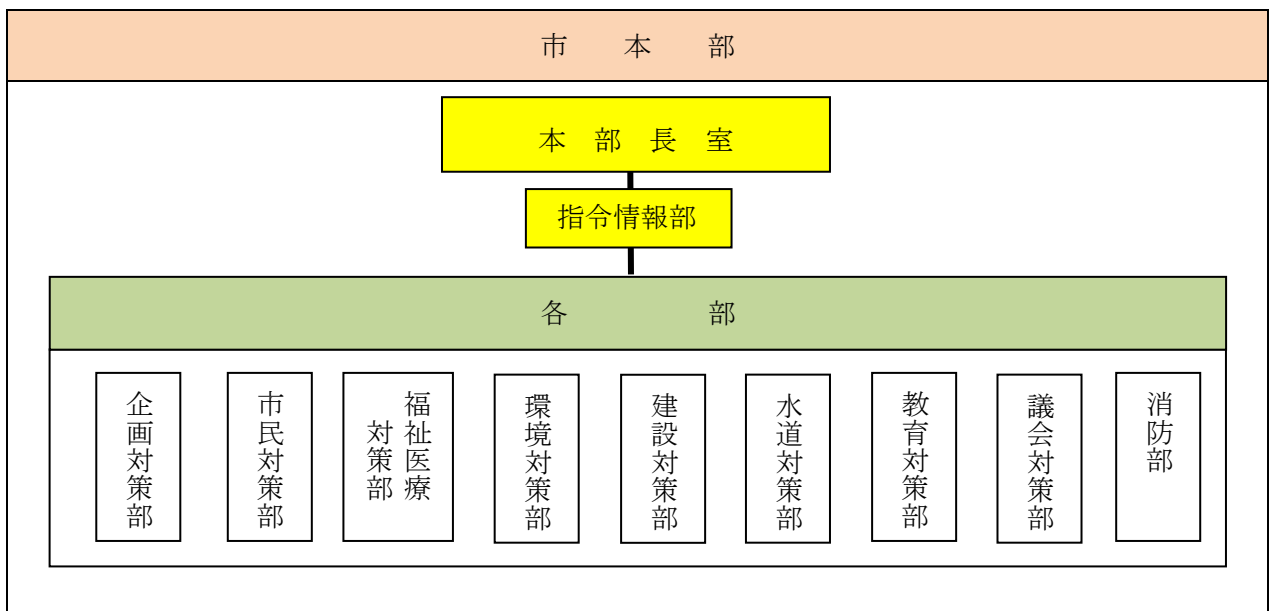 市本部
本部長室
指令情報部
各部
企画対策部
市民対策部
福祉医療
対策部
環境対策部
建設対策部
水道対策部
教育対策部
議会対策部
消防部